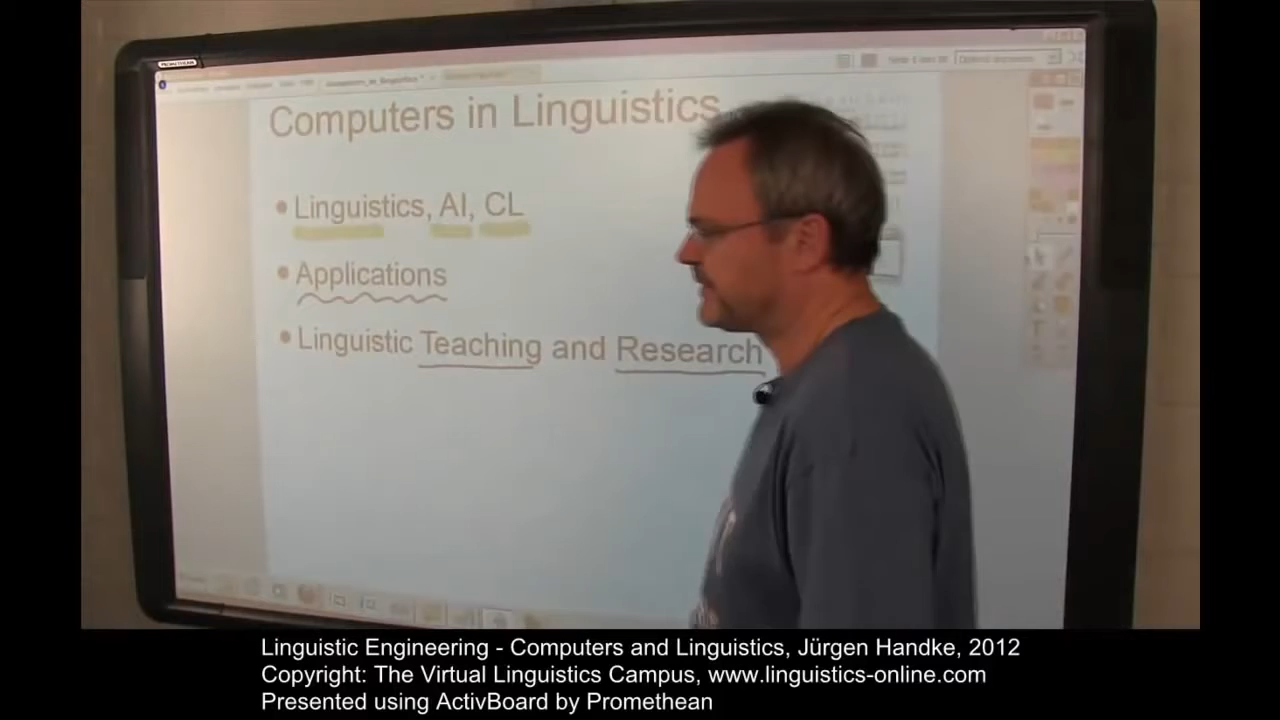 PROMETHEAN
Computers in Linguistics
• Linguistics, AI, CL
• Applications
• Linguistic Teaching and Research
Linguistic Engineering - Computers and Linguistics, Jürgen Handke, 2012
Copyright: The Virtual Linguistics Campus, www.linguistics-online.com
Presented using ActivBoard by Promethean